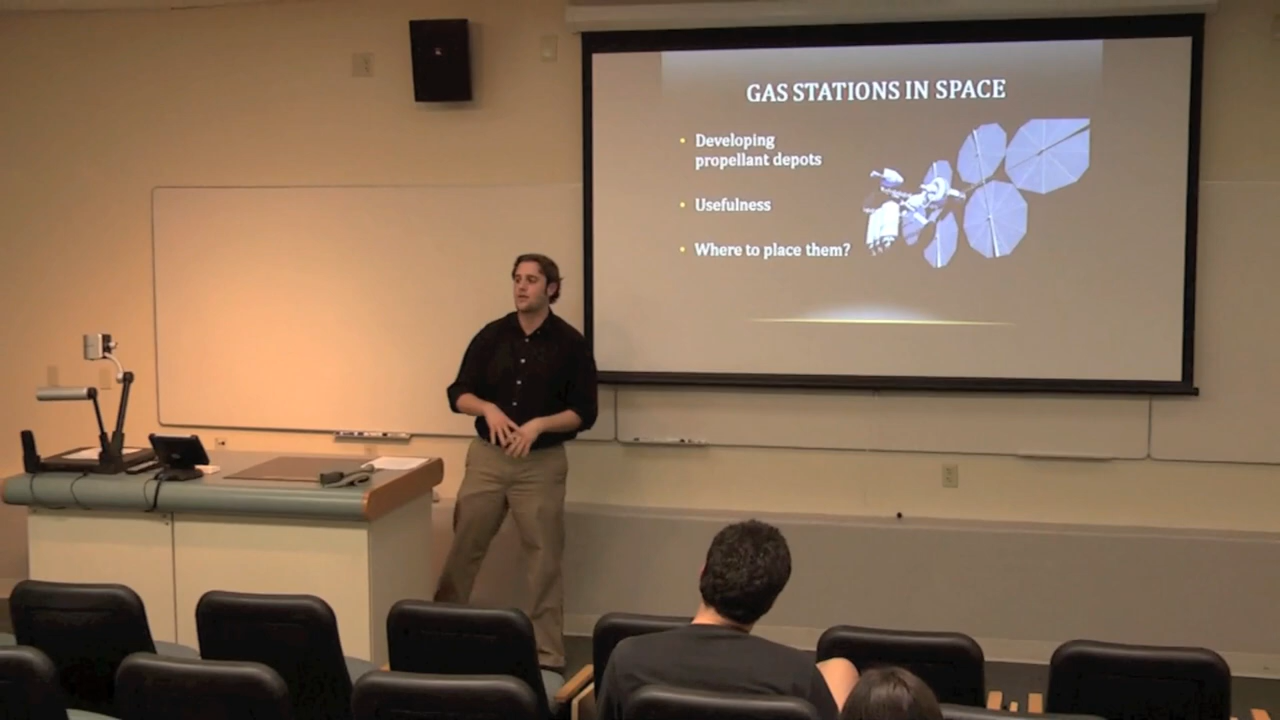 GAS STATIONS IN SPACE
• Developing
propellant depots
• Usefulness
• Where to place them?